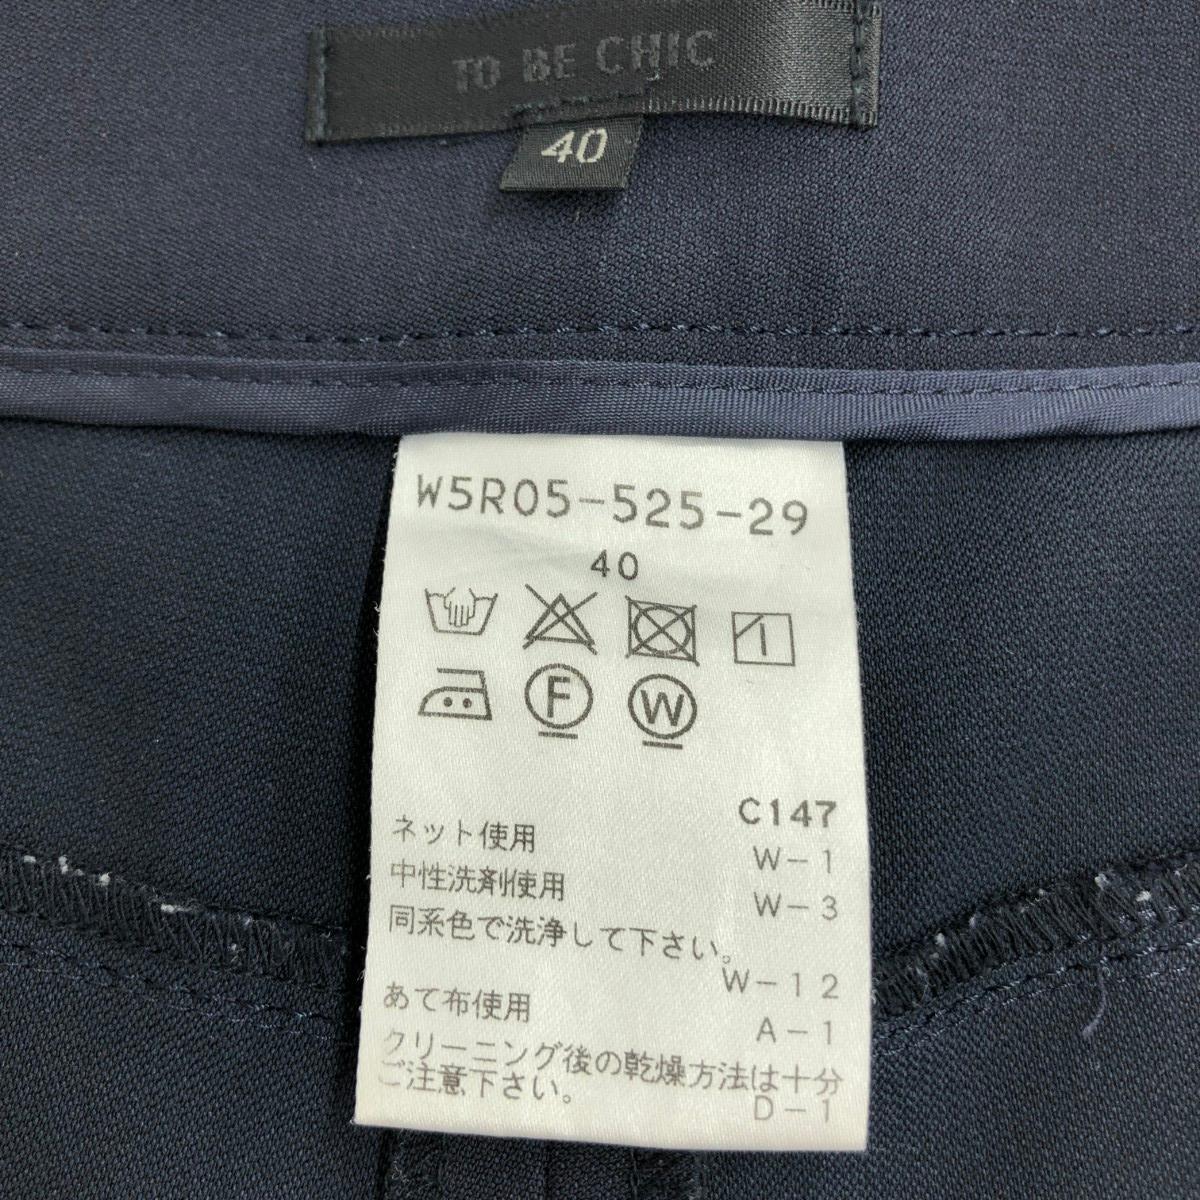 TO BE CHIC
40
W5R05-525-29
40
F
W
C147
ネット使用 W-1
中性洗剤使用 W-3
同系色で洗浄して下さい。
W-12
あて布使用 A-1
クリーニング後の乾燥方法は十分
ご注意下さい。 D-1